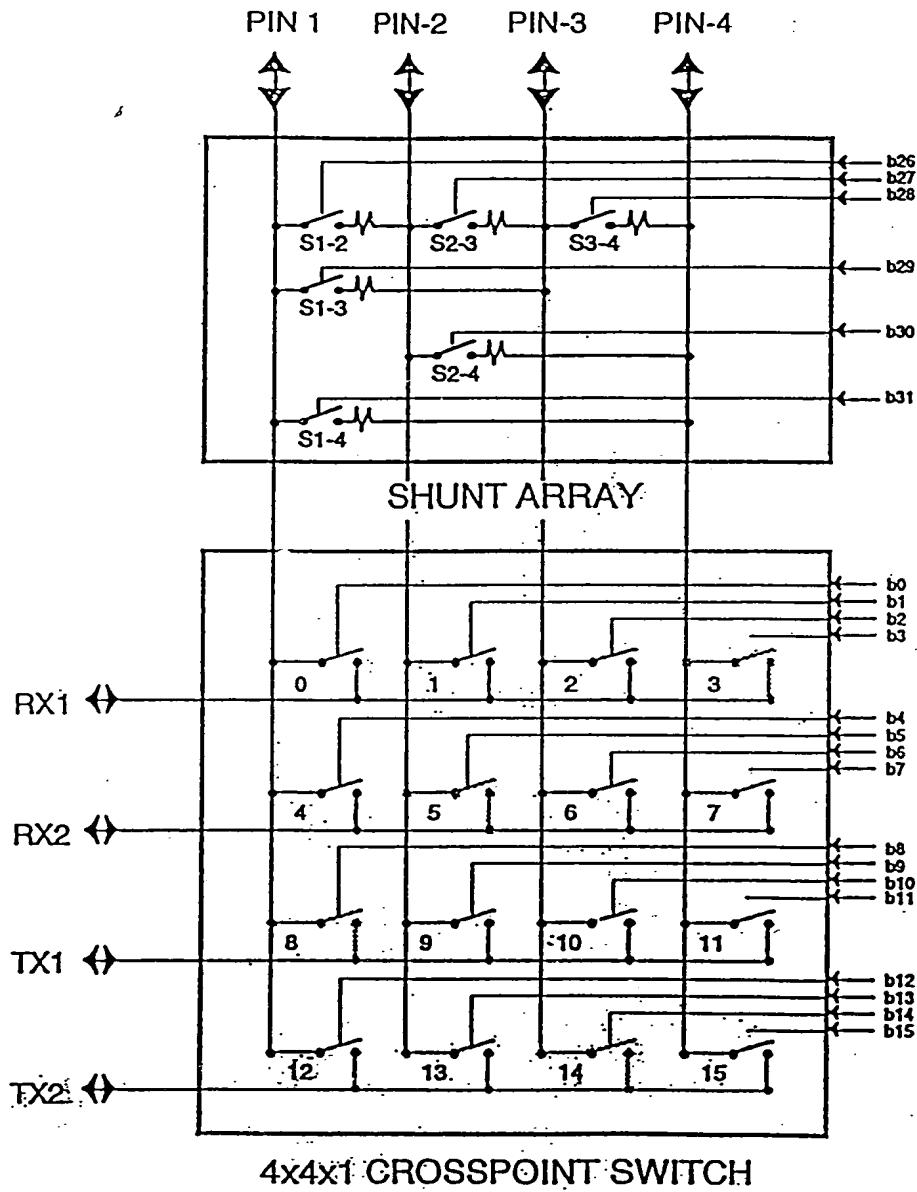 PIN 1 PIN-2 PIN-3 PIN-4
b26
b27
b28
S1-2 S2-3 S3-4
b29
S1-3
b30
S2-4
b31
S1-4
SHUNT ARRAY
b0
b1
b2
b3
0 1 2 3
RX1
b4
b5
b6
b7
4 5 6 7
RX2
b8
b9
b10
b11
8 9 10 11
TX1
b12
b13
b14
b15
12 13 14 15
TX2
4x4x1 CROSSPOINT SWITCH